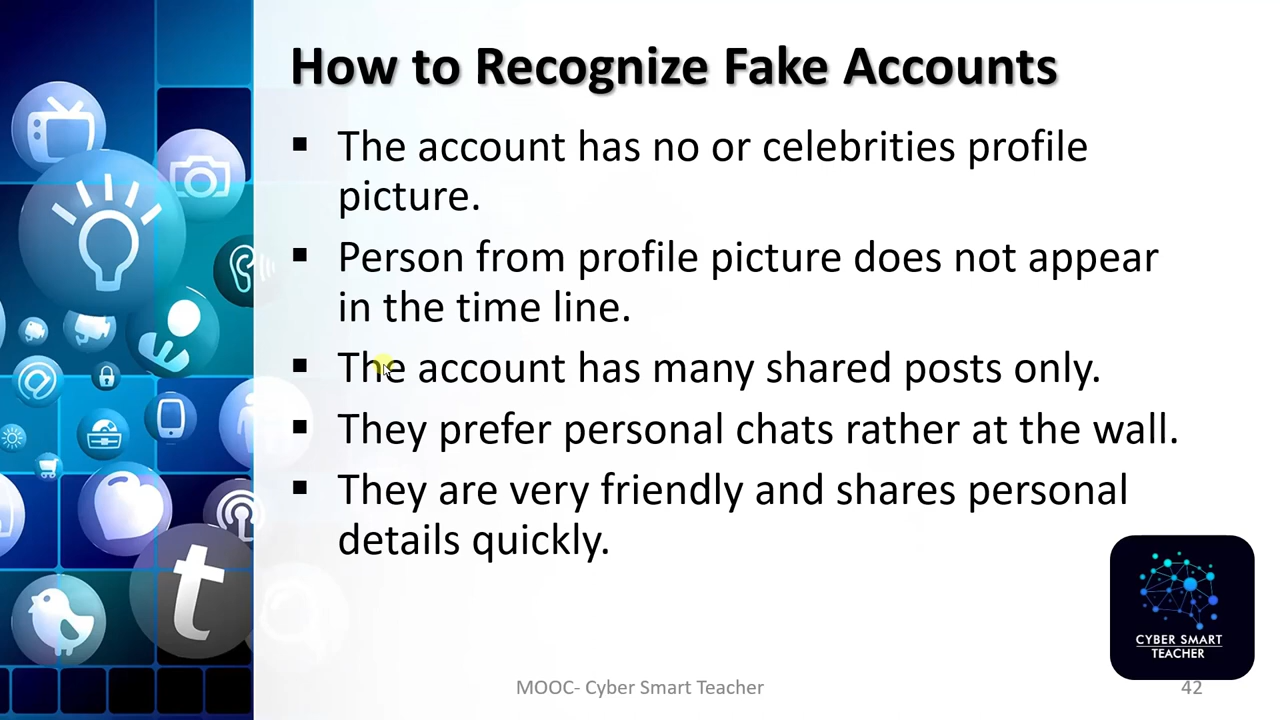 How to Recognize Fake Accounts
▪ The account has no or celebrities profile
picture.
▪ Person from profile picture does not appear
in the time line.
▪ The account has many shared posts only.
▪ They prefer personal chats rather at the wall.
▪ They are very friendly and shares personal
details quickly.
t
@
CYBER SMART
TEACHER
MOOC- Cyber Smart Teacher
42